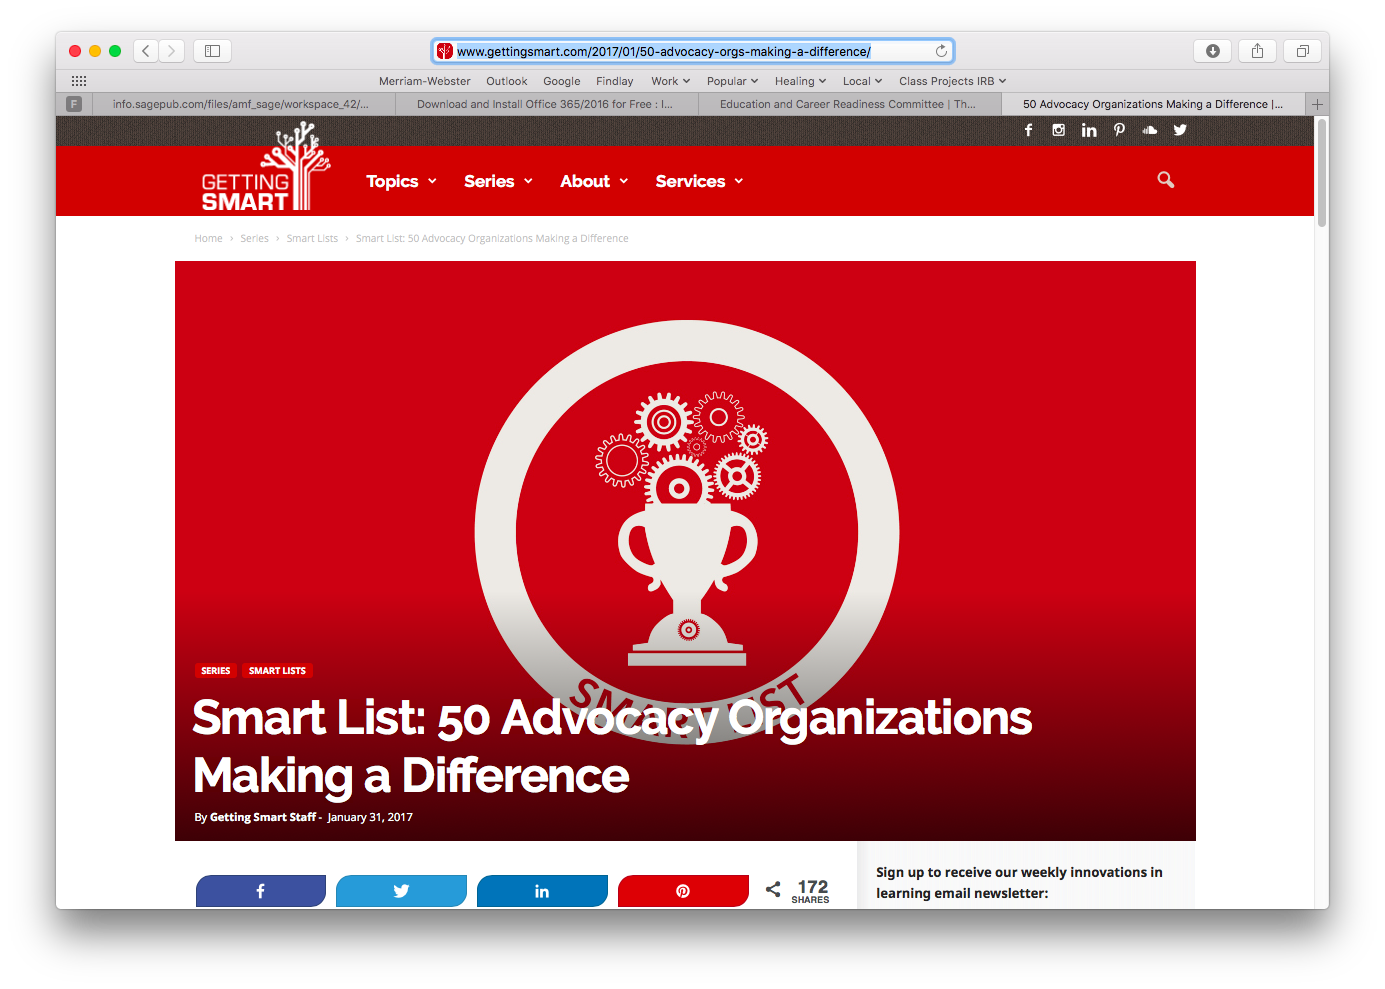 www.gettingsmart.com/2017/01/50-advocacy-orgs-making-a-difference/
Merriam-Webster Outlook Google Findlay Work Popular Healing Local Class Projects IRB
F info.sagepub.com/files/amf_sage/workspace_42/... Download and Install Office 365/2016 for Free : I... Education and Career Readiness Committee | Th... 50 Advocacy Organizations Making a Difference |...
GETTING
SMART
Topics Series About Services
Home › Series › Smart Lists › Smart List: 50 Advocacy Organizations Making a Difference
SMART LIST
SERIES SMART LISTS
Smart List: 50 Advocacy Organizations
Making a Difference
By Getting Smart Staff - January 31, 2017
172
SHARES
Sign up to receive our weekly innovations in
learning email newsletter: